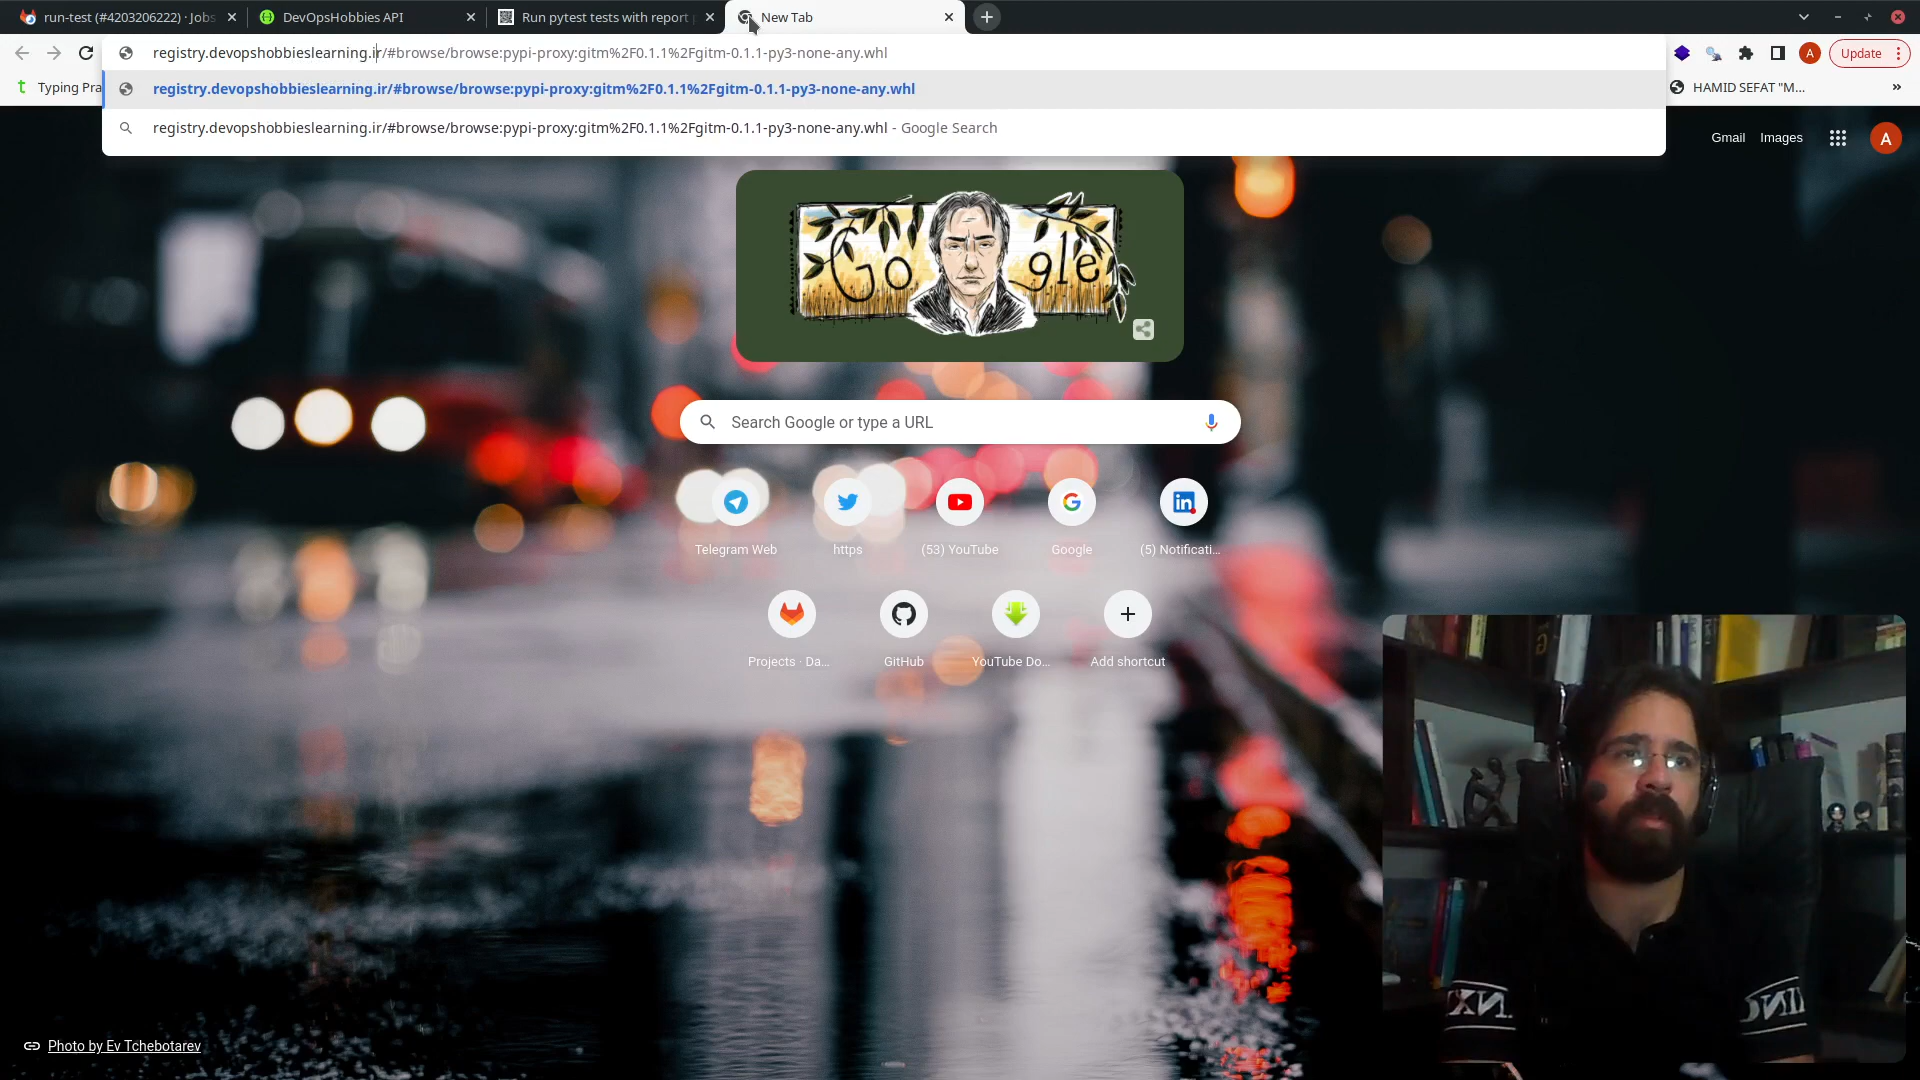 run-test (#4203206222) · Jobs
DevOpsHobbies API
Run pytest tests with report
New Tab
registry.devopshobbieslearning.ir/#browse/browse:pypi-proxy:gitm%2F0.1.1%2Fgitm-0.1.1-py3-none-any.whl
Update
registry.devopshobbieslearning.ir/#browse/browse:pypi-proxy:gitm%2F0.1.1%2Fgitm-0.1.1-py3-none-any.whl
registry.devopshobbieslearning.ir/#browse/browse:pypi-proxy:gitm%2F0.1.1%2Fgitm-0.1.1-py3-none-any.whl - Google Search
Typing Pra
HAMID SEFAT "M...
Gmail
Images
A
A
Go gle
Search Google or type a URL
Telegram Web
https
(53) YouTube
Google
(5) Notificati...
Projects · Da...
GitHub
YouTube Do...
Add shortcut
Photo by Ev Tchebotarev